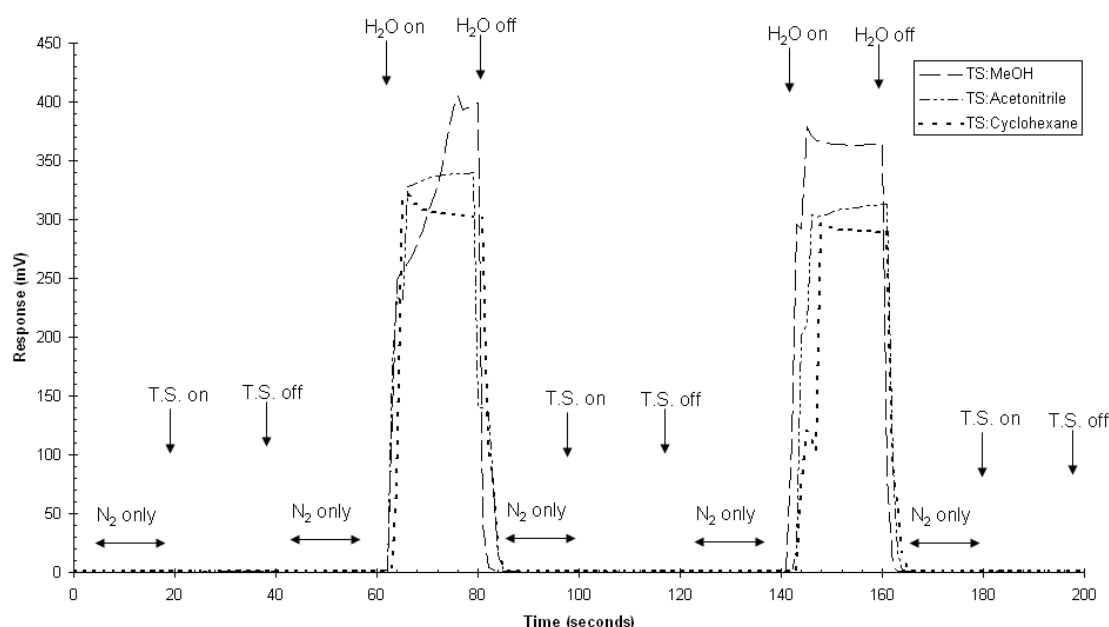 H₂O on
H₂O off
H₂O on
H₂O off
450
400
350
300
250
200
150
100
50
0
Response (mV)
TS:MeOH
TS:Acetonitrile
TS:Cyclohexane
T.S. on
T.S. off
T.S. on
T.S. off
T.S. on
T.S. off
N₂ only
N₂ only
N₂ only
N₂ only
N₂ only
0
20
40
60
80
100
120
140
160
180
200
Time (seconds)